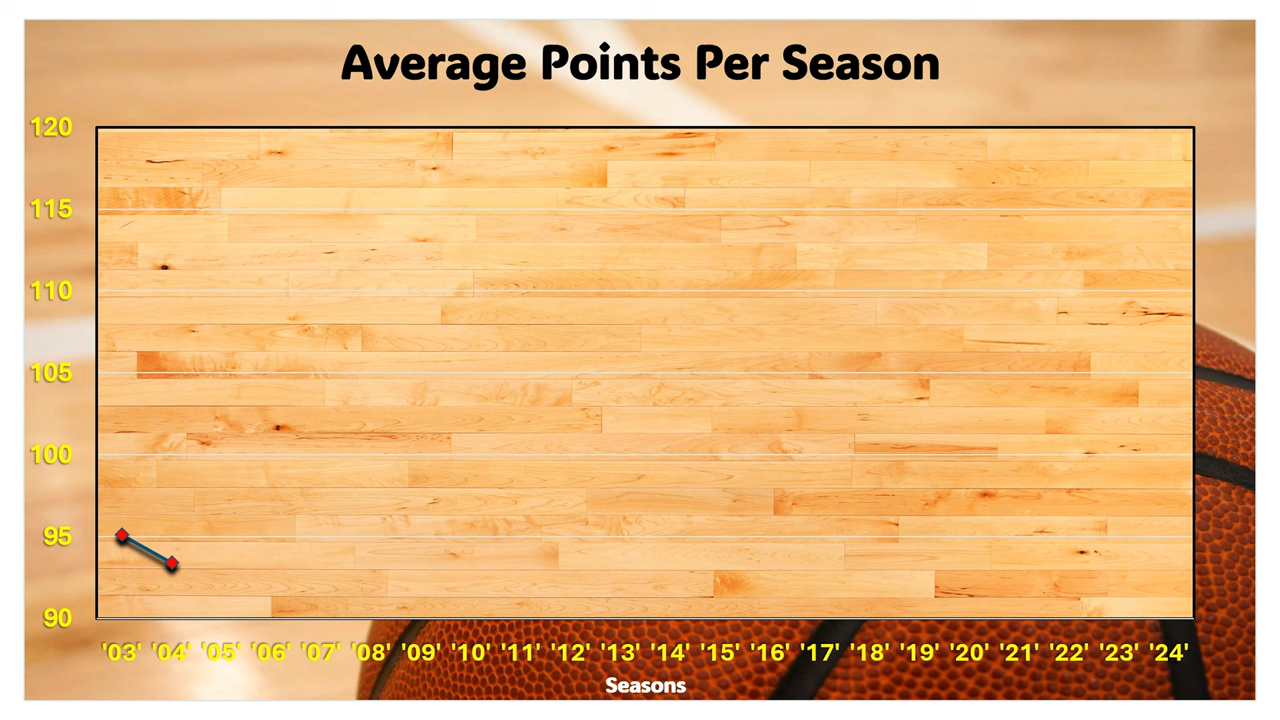 Average Points Per Season
120
115
110
105
100
95
90
'03' '04' '05' '06' '07' '08' '09' '10' '11' '12' '13' '14' '15' '16' '17' '18' '19' '20' '21' '22' '23' '24'
Seasons